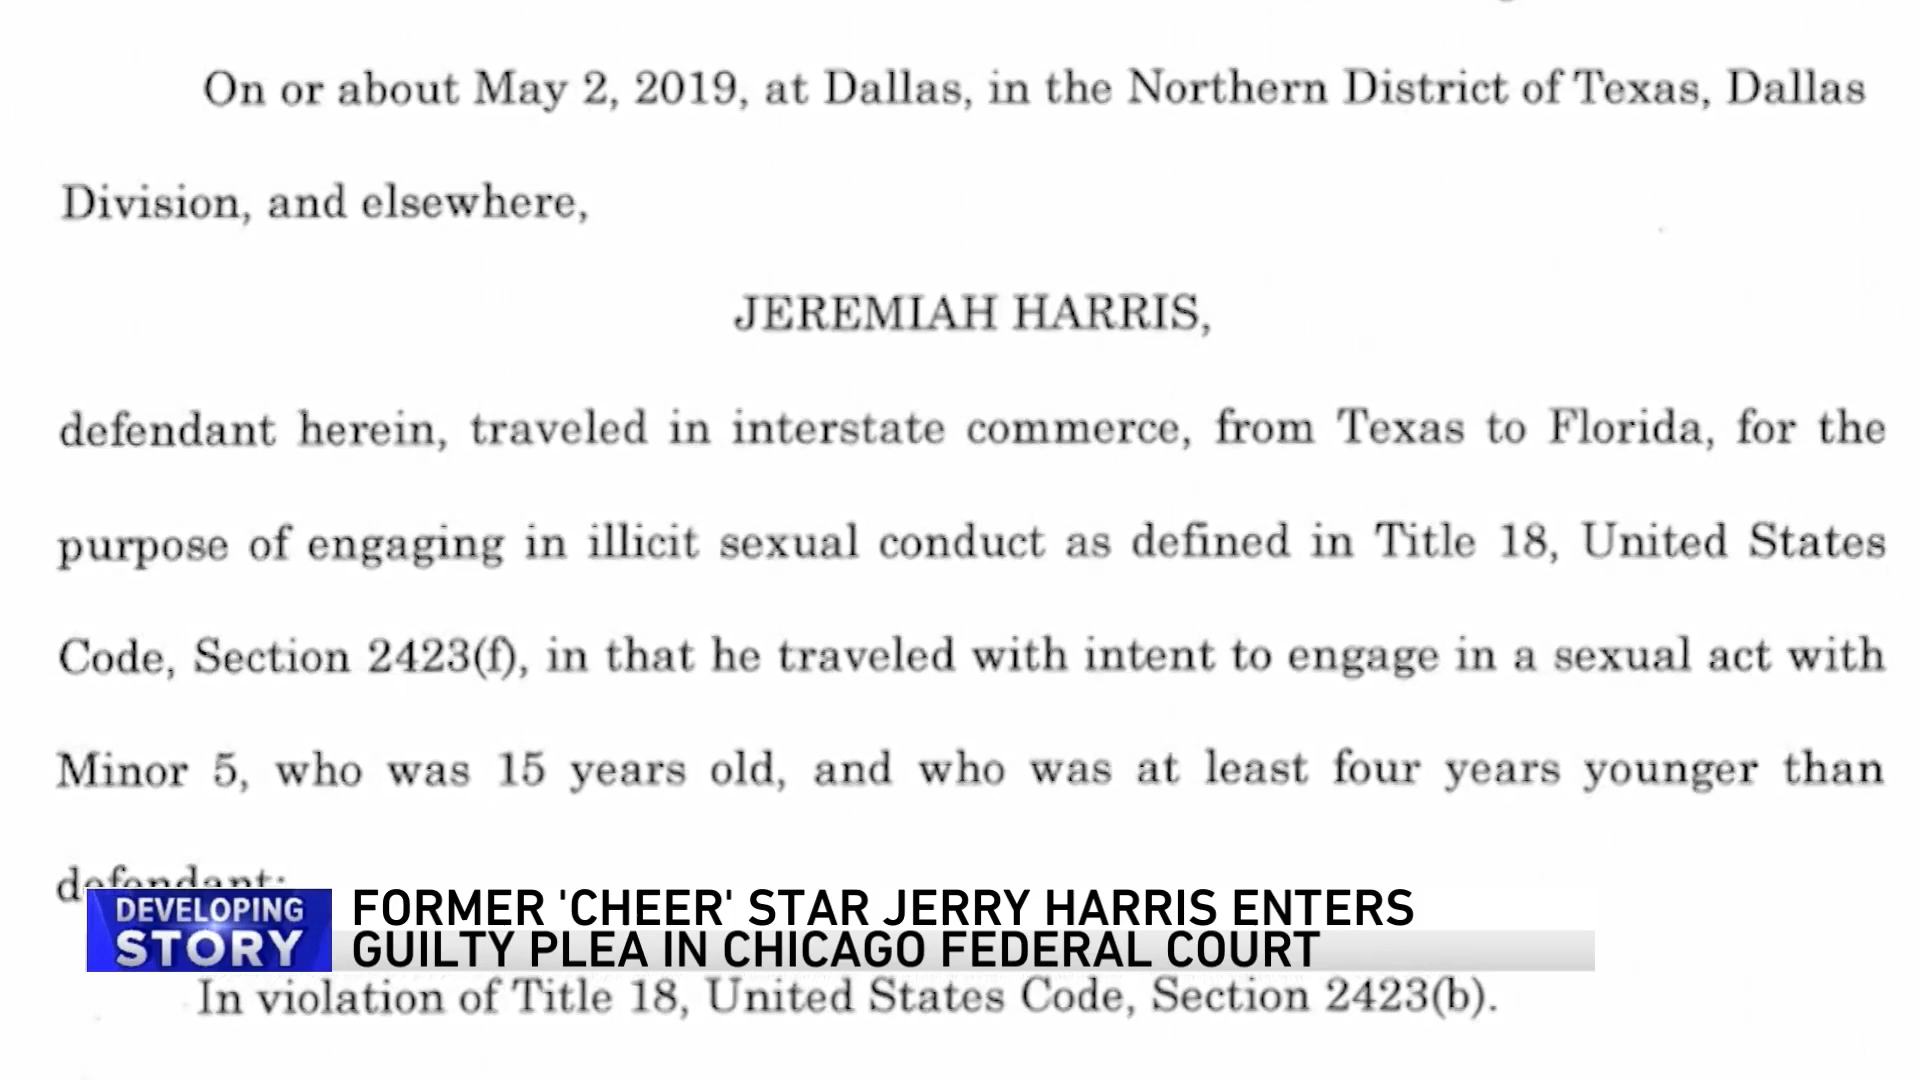 On or about May 2, 2019, at Dallas, in the Northern District of Texas, Dallas
Division, and elsewhere,
JEREMIAH HARRIS,
defendant herein, traveled in interstate commerce, from Texas to Florida, for the
purpose of engaging in illicit sexual conduct as defined in Title 18, United States
Code, Section 2423(f), in that he traveled with intent to engage in a sexual act with
Minor 5, who was 15 years old, and who was at least four years younger than
defendant:
DEVELOPING
STORY
FORMER 'CHEER' STAR JERRY HARRIS ENTERS
GUILTY PLEA IN CHICAGO FEDERAL COURT
In violation of Title 18, United States Code, Section 2423(b).